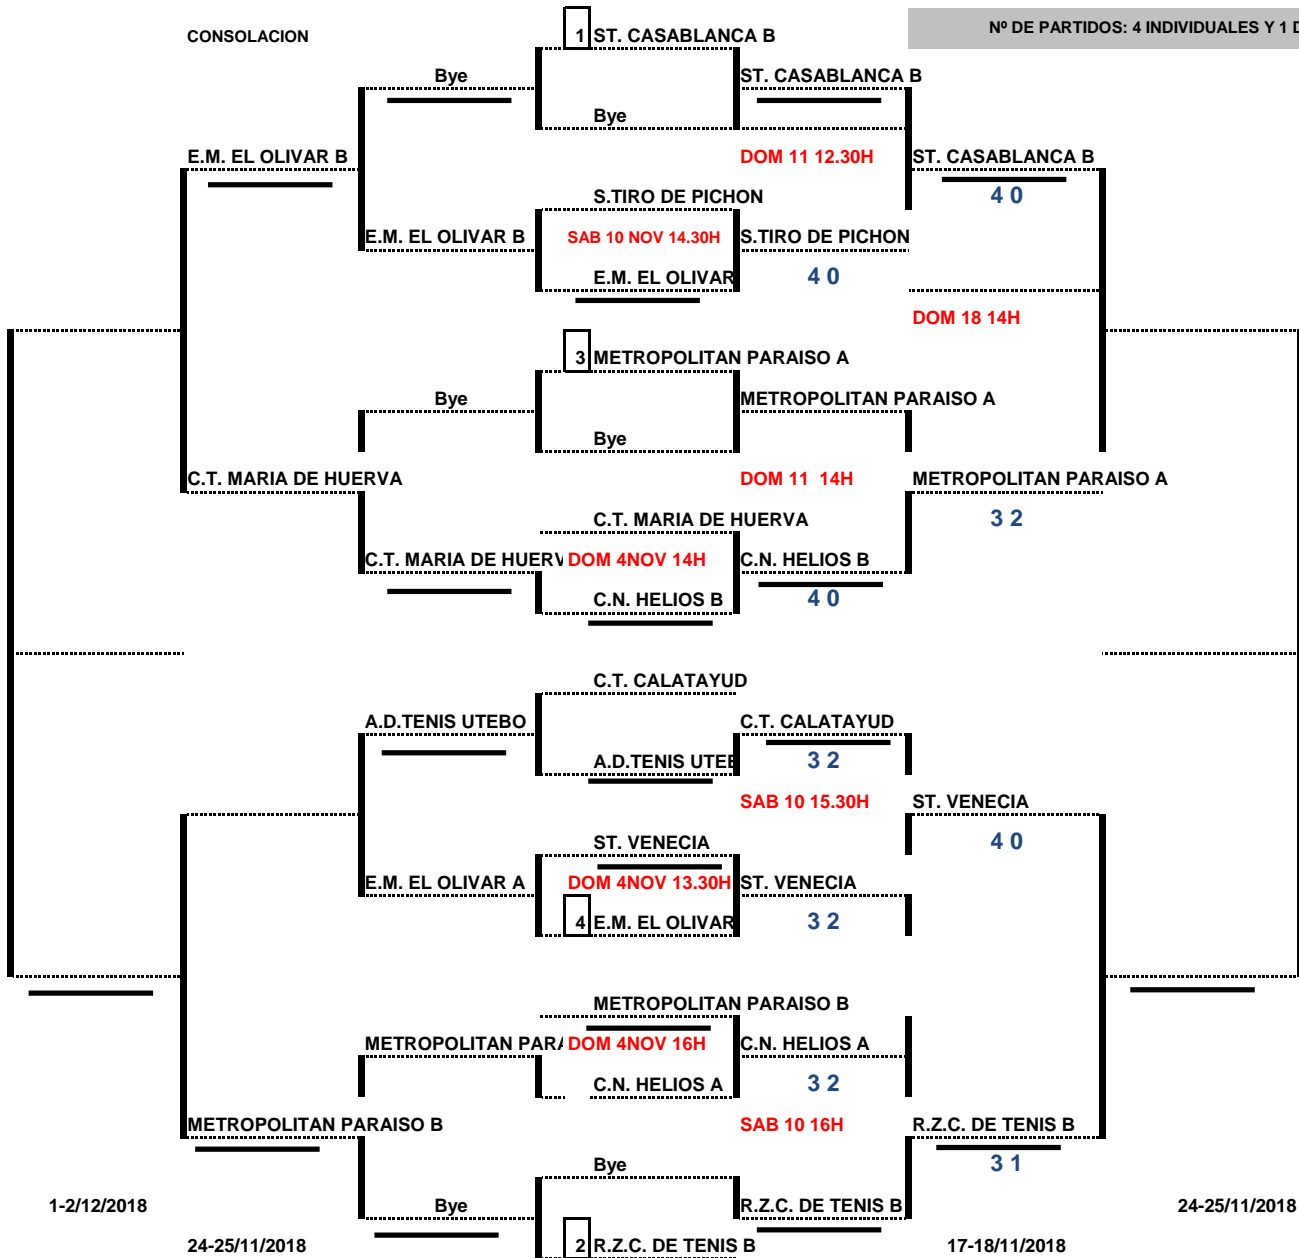 1 ST. CASABLANCA B
CONSOLACION
Nº DE PARTIDOS: 4 INDIVIDUALES Y 1 D
Bye
ST. CASABLANCA B
Bye
E.M. EL OLIVAR B
DOM 11 12.30H
ST. CASABLANCA B
S.TIRO DE PICHON
4 0
E.M. EL OLIVAR B
SAB 10 NOV 14.30H
S.TIRO DE PICHON
E.M. EL OLIVAR
4 0
DOM 18 14H
3 METROPOLITAN PARAISO A
Bye
METROPOLITAN PARAISO A
Bye
C.T. MARIA DE HUERVA
DOM 11 14H
METROPOLITAN PARAISO A
C.T. MARIA DE HUERVA
3 2
C.T. MARIA DE HUERV
DOM 4NOV 14H
C.N. HELIOS B
C.N. HELIOS B
4 0
C.T. CALATAYUD
A.D.TENIS UTEBO
C.T. CALATAYUD
A.D.TENIS UTEB
3 2
SAB 10 15.30H
ST. VENECIA
ST. VENECIA
4 0
E.M. EL OLIVAR A
DOM 4NOV 13.30H
ST. VENECIA
4 E.M. EL OLIVAR
3 2
METROPOLITAN PARAISO B
METROPOLITAN PARA
DOM 4NOV 16H
C.N. HELIOS A
C.N. HELIOS A
3 2
METROPOLITAN PARAISO B
SAB 10 16H
R.Z.C. DE TENIS B
Bye
3 1
1-2/12/2018
Bye
R.Z.C. DE TENIS B
24-25/11/2018
24-25/11/2018
2 R.Z.C. DE TENIS B
17-18/11/2018